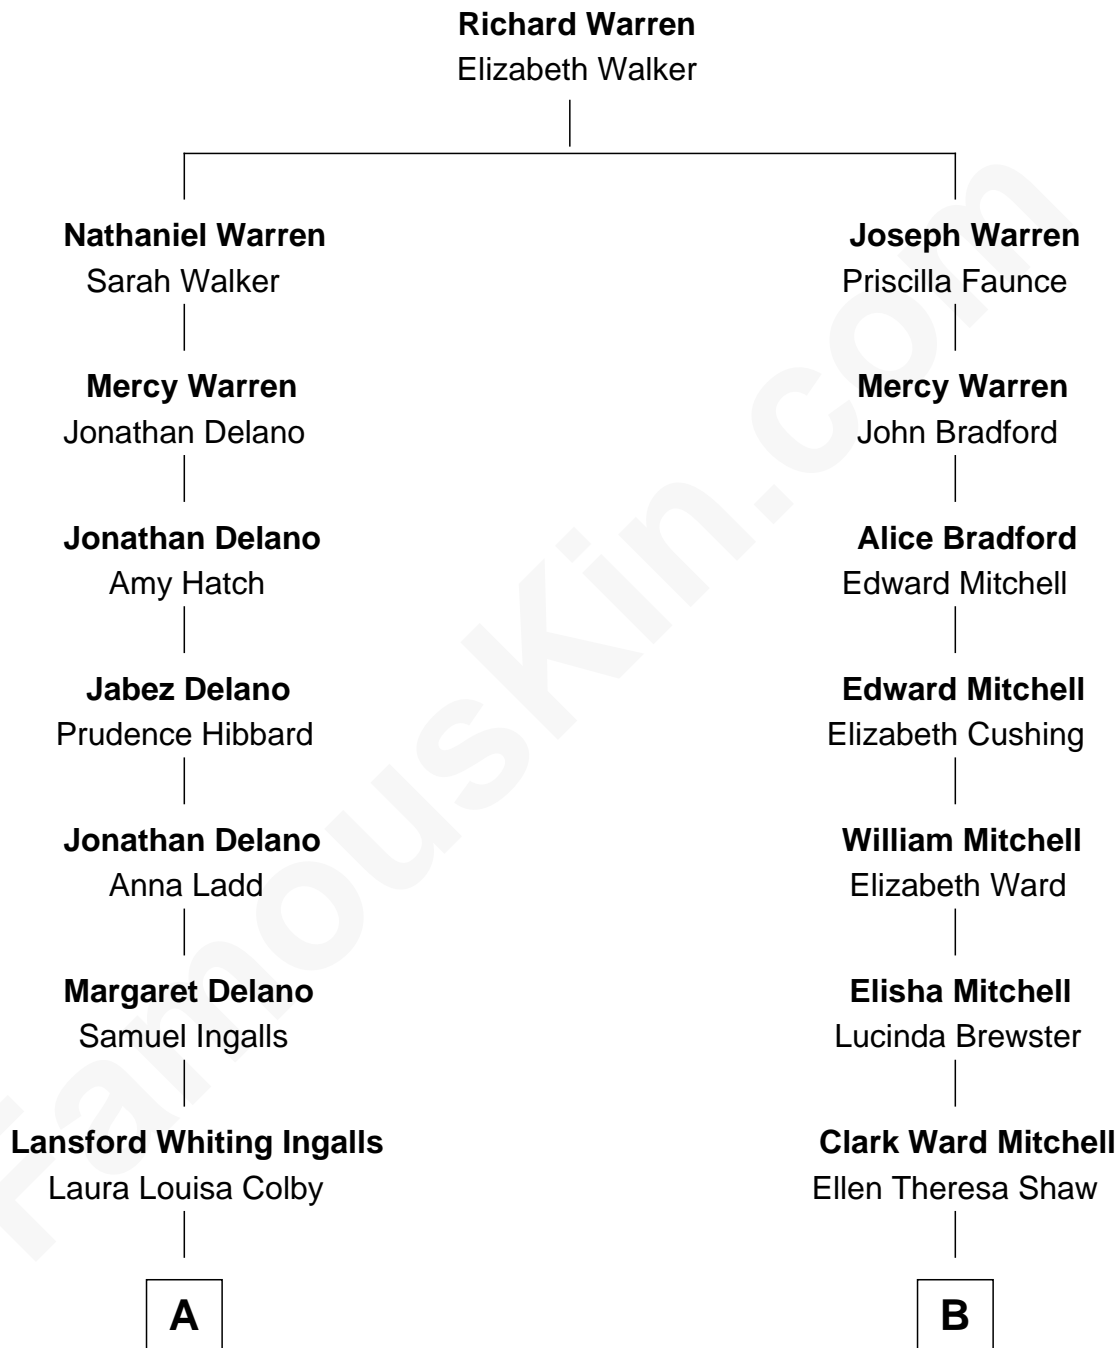 Richard Warren
Elizabeth Walker
Nathaniel Warren
Sarah Walker
Mercy Warren
Jonathan Delano
Jonathan Delano
Amy Hatch
Jabez Delano
Prudence Hibbard
Jonathan Delano
Anna Ladd
Margaret Delano
Samuel Ingalls
Lansford Whiting Ingalls
Laura Louisa Colby
A
Joseph Warren
Priscilla Faunce
Mercy Warren
John Bradford
Alice Bradford
Edward Mitchell
Edward Mitchell
Elizabeth Cushing
William Mitchell
Elizabeth Ward
Elisha Mitchell
Lucinda Brewster
Clark Ward Mitchell
Ellen Theresa Shaw
B
FamousKin.com